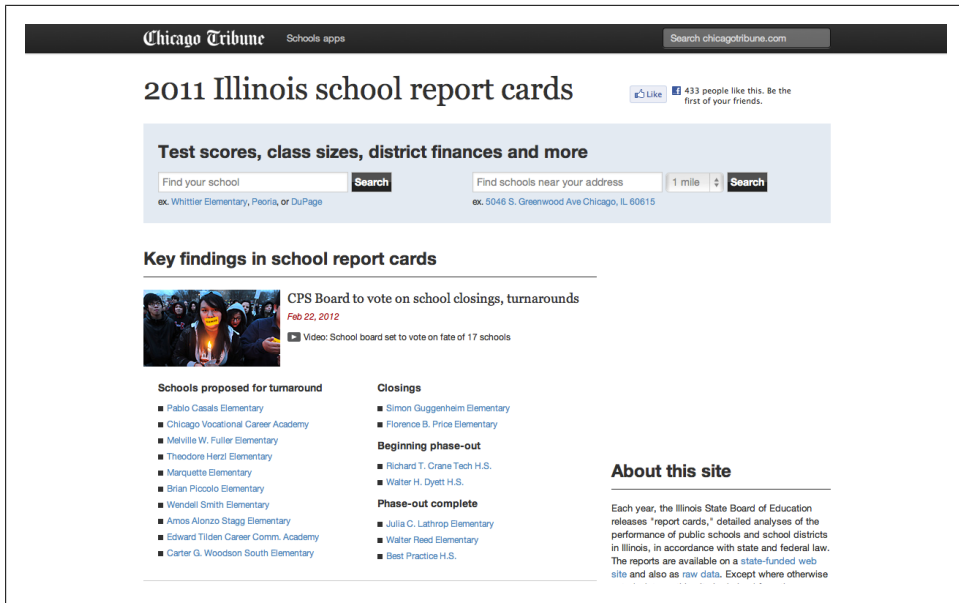 Chicago Tribune
Schools apps
Search chicagotribune.com
2011 Illinois school report cards
Like
433 people like this. Be the
first of your friends.
Test scores, class sizes, district finances and more
Find your school
Search
ex. Whittier Elementary, Peoria, or DuPage
Find schools near your address
1 mile
Search
ex. 5046 S. Greenwood Ave Chicago, IL 60615
Key findings in school report cards
CPS Board to vote on school closings, turnarounds
Feb 22, 2012
Video: School board set to vote on fate of 17 schools
Schools proposed for turnaround
Pablo Casals Elementary
Chicago Vocational Career Academy
Melville W. Fuller Elementary
Theodore Herzl Elementary
Marquette Elementary
Brian Piccolo Elementary
Wendell Smith Elementary
Amos Alonzo Stagg Elementary
Edward Tilden Career Comm. Academy
Carter G. Woodson South Elementary
Closings
Simon Guggenheim Elementary
Florence B. Price Elementary
Beginning phase-out
Richard T. Crane Tech H.S.
Walter H. Dyett H.S.
Phase-out complete
Julia C. Lathrop Elementary
Walter Reed Elementary
Best Practice H.S.
About this site
Each year, the Illinois State Board of Education
releases "report cards," detailed analyses of the
performance of public schools and school districts
in Illinois, in accordance with state and federal law.
The reports are available on a state-funded web
site and also as raw data. Except where otherwise